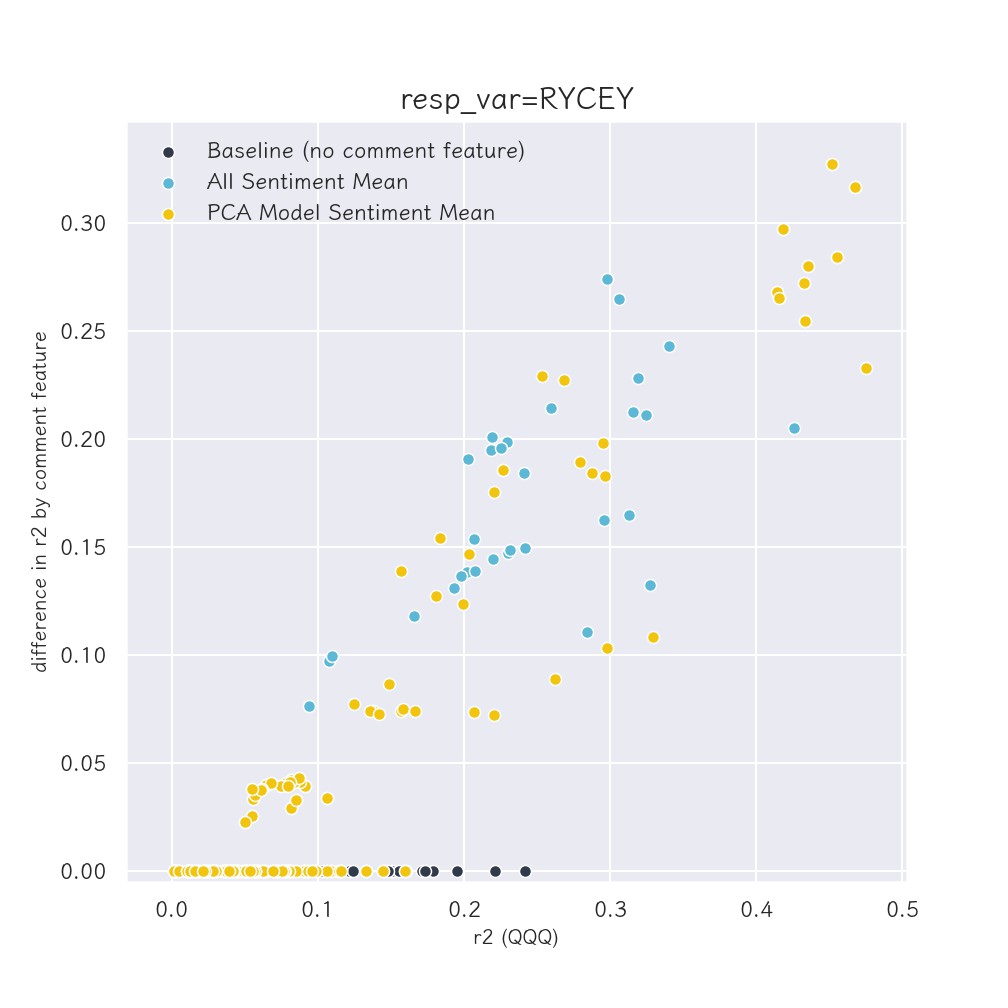 resp_var=RYCEY
Baseline (no comment feature)
All Sentiment Mean
PCA Model Sentiment Mean
0.30
0.25
0.20
0.15
0.10
0.05
0.00
difference in r2 by comment feature
0.0 0.1 0.2 0.3 0.4 0.5
r2 (QQQ)